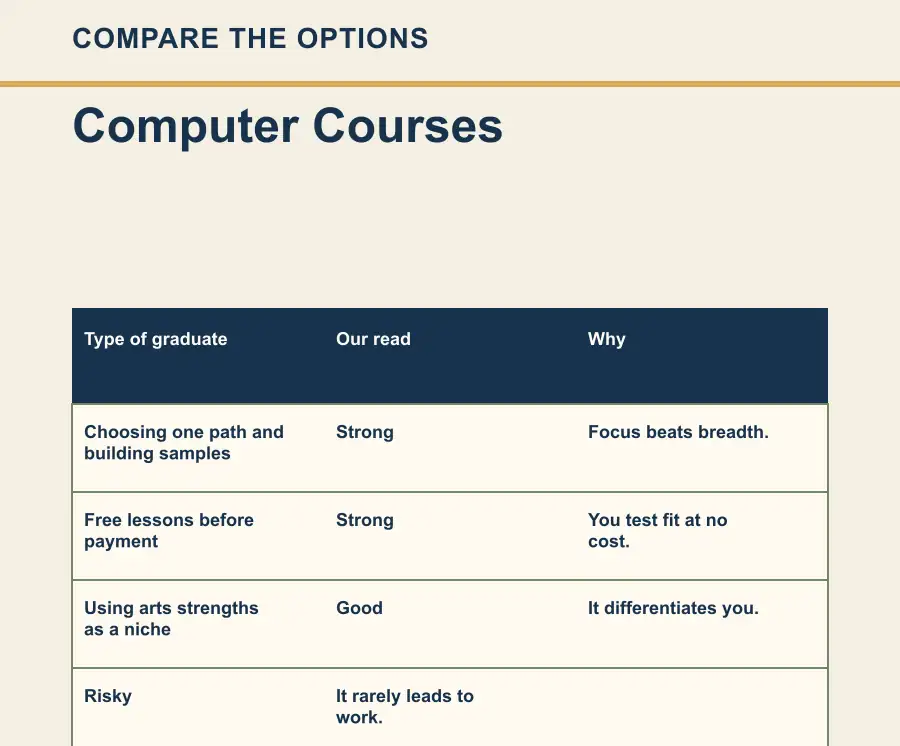 COMPARE THE OPTIONS
Computer Courses
Type of graduate Our read Why
Choosing one path and Strong Focus beats breadth.
building samples
Free lessons before Strong You test fit at no
payment cost.
Using arts strengths Good It differentiates you.
as a niche
Risky It rarely leads to
work.